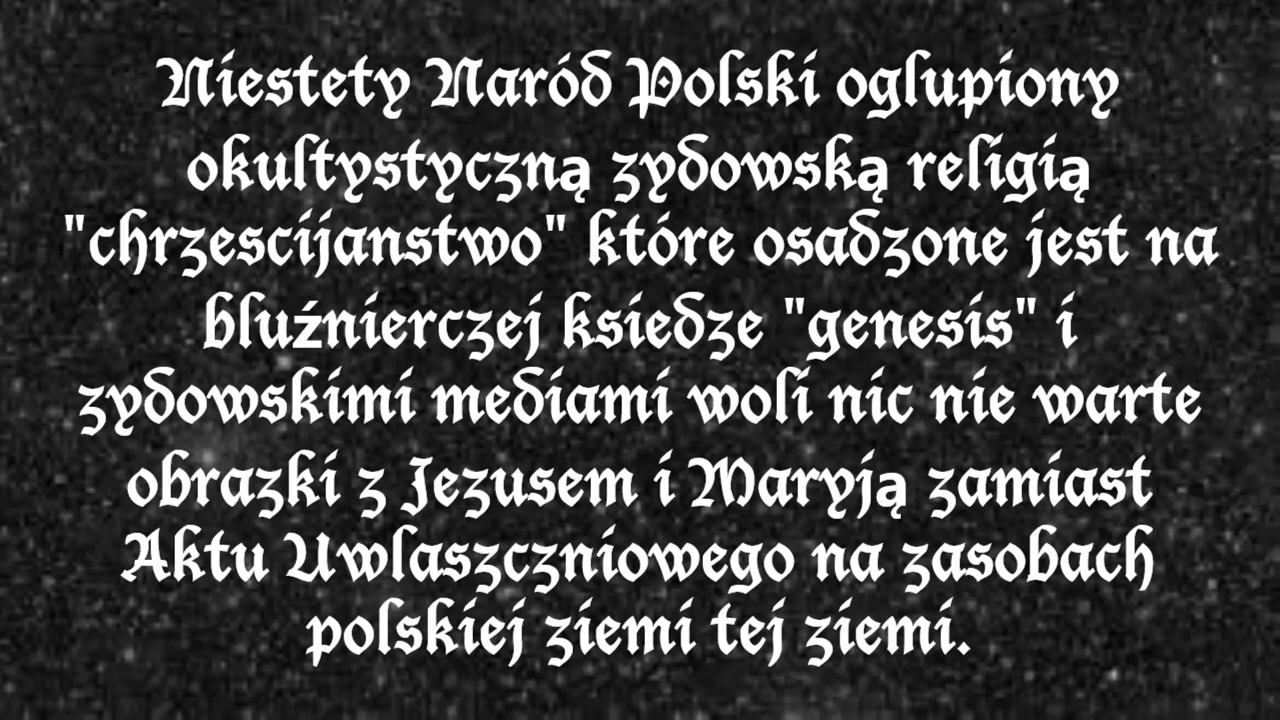 Niestety Naród Polski oglupiony
okultystyczną zydowską religią
"chrzescijanstwo" które osadzone jest na
bluźnierczej ksiedze "genesis" i
zydowskimi mediami woli nic nie warte
obrazki z Jezusem i Maryją zamiast
Aktu Uwlaszczniowego na zasobach
polskiej ziemi tej ziemi.